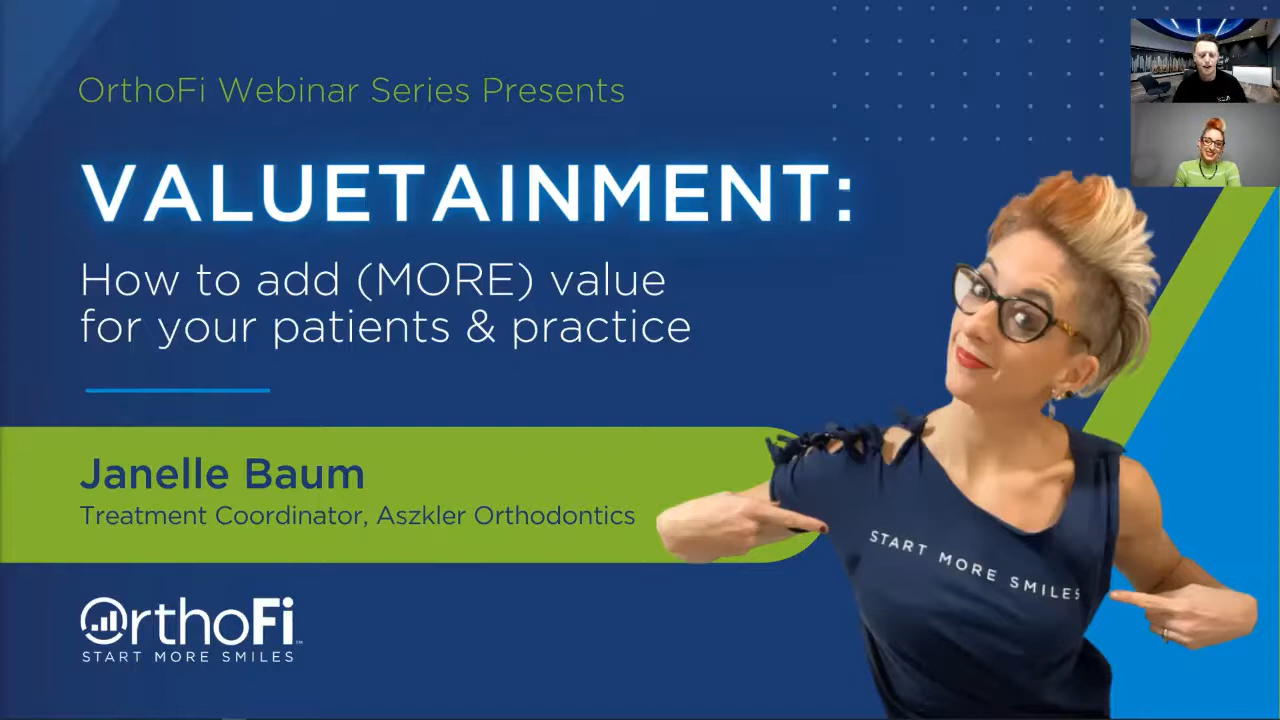 OrthoFi Webinar Series Presents
VALUETAINMENT:
How to add (MORE) value
for your patients & practice
Janelle Baum
Treatment Coordinator, Aszkler Orthodontics
START MORE SMILES
OrthoFi™
START MORE SMILES